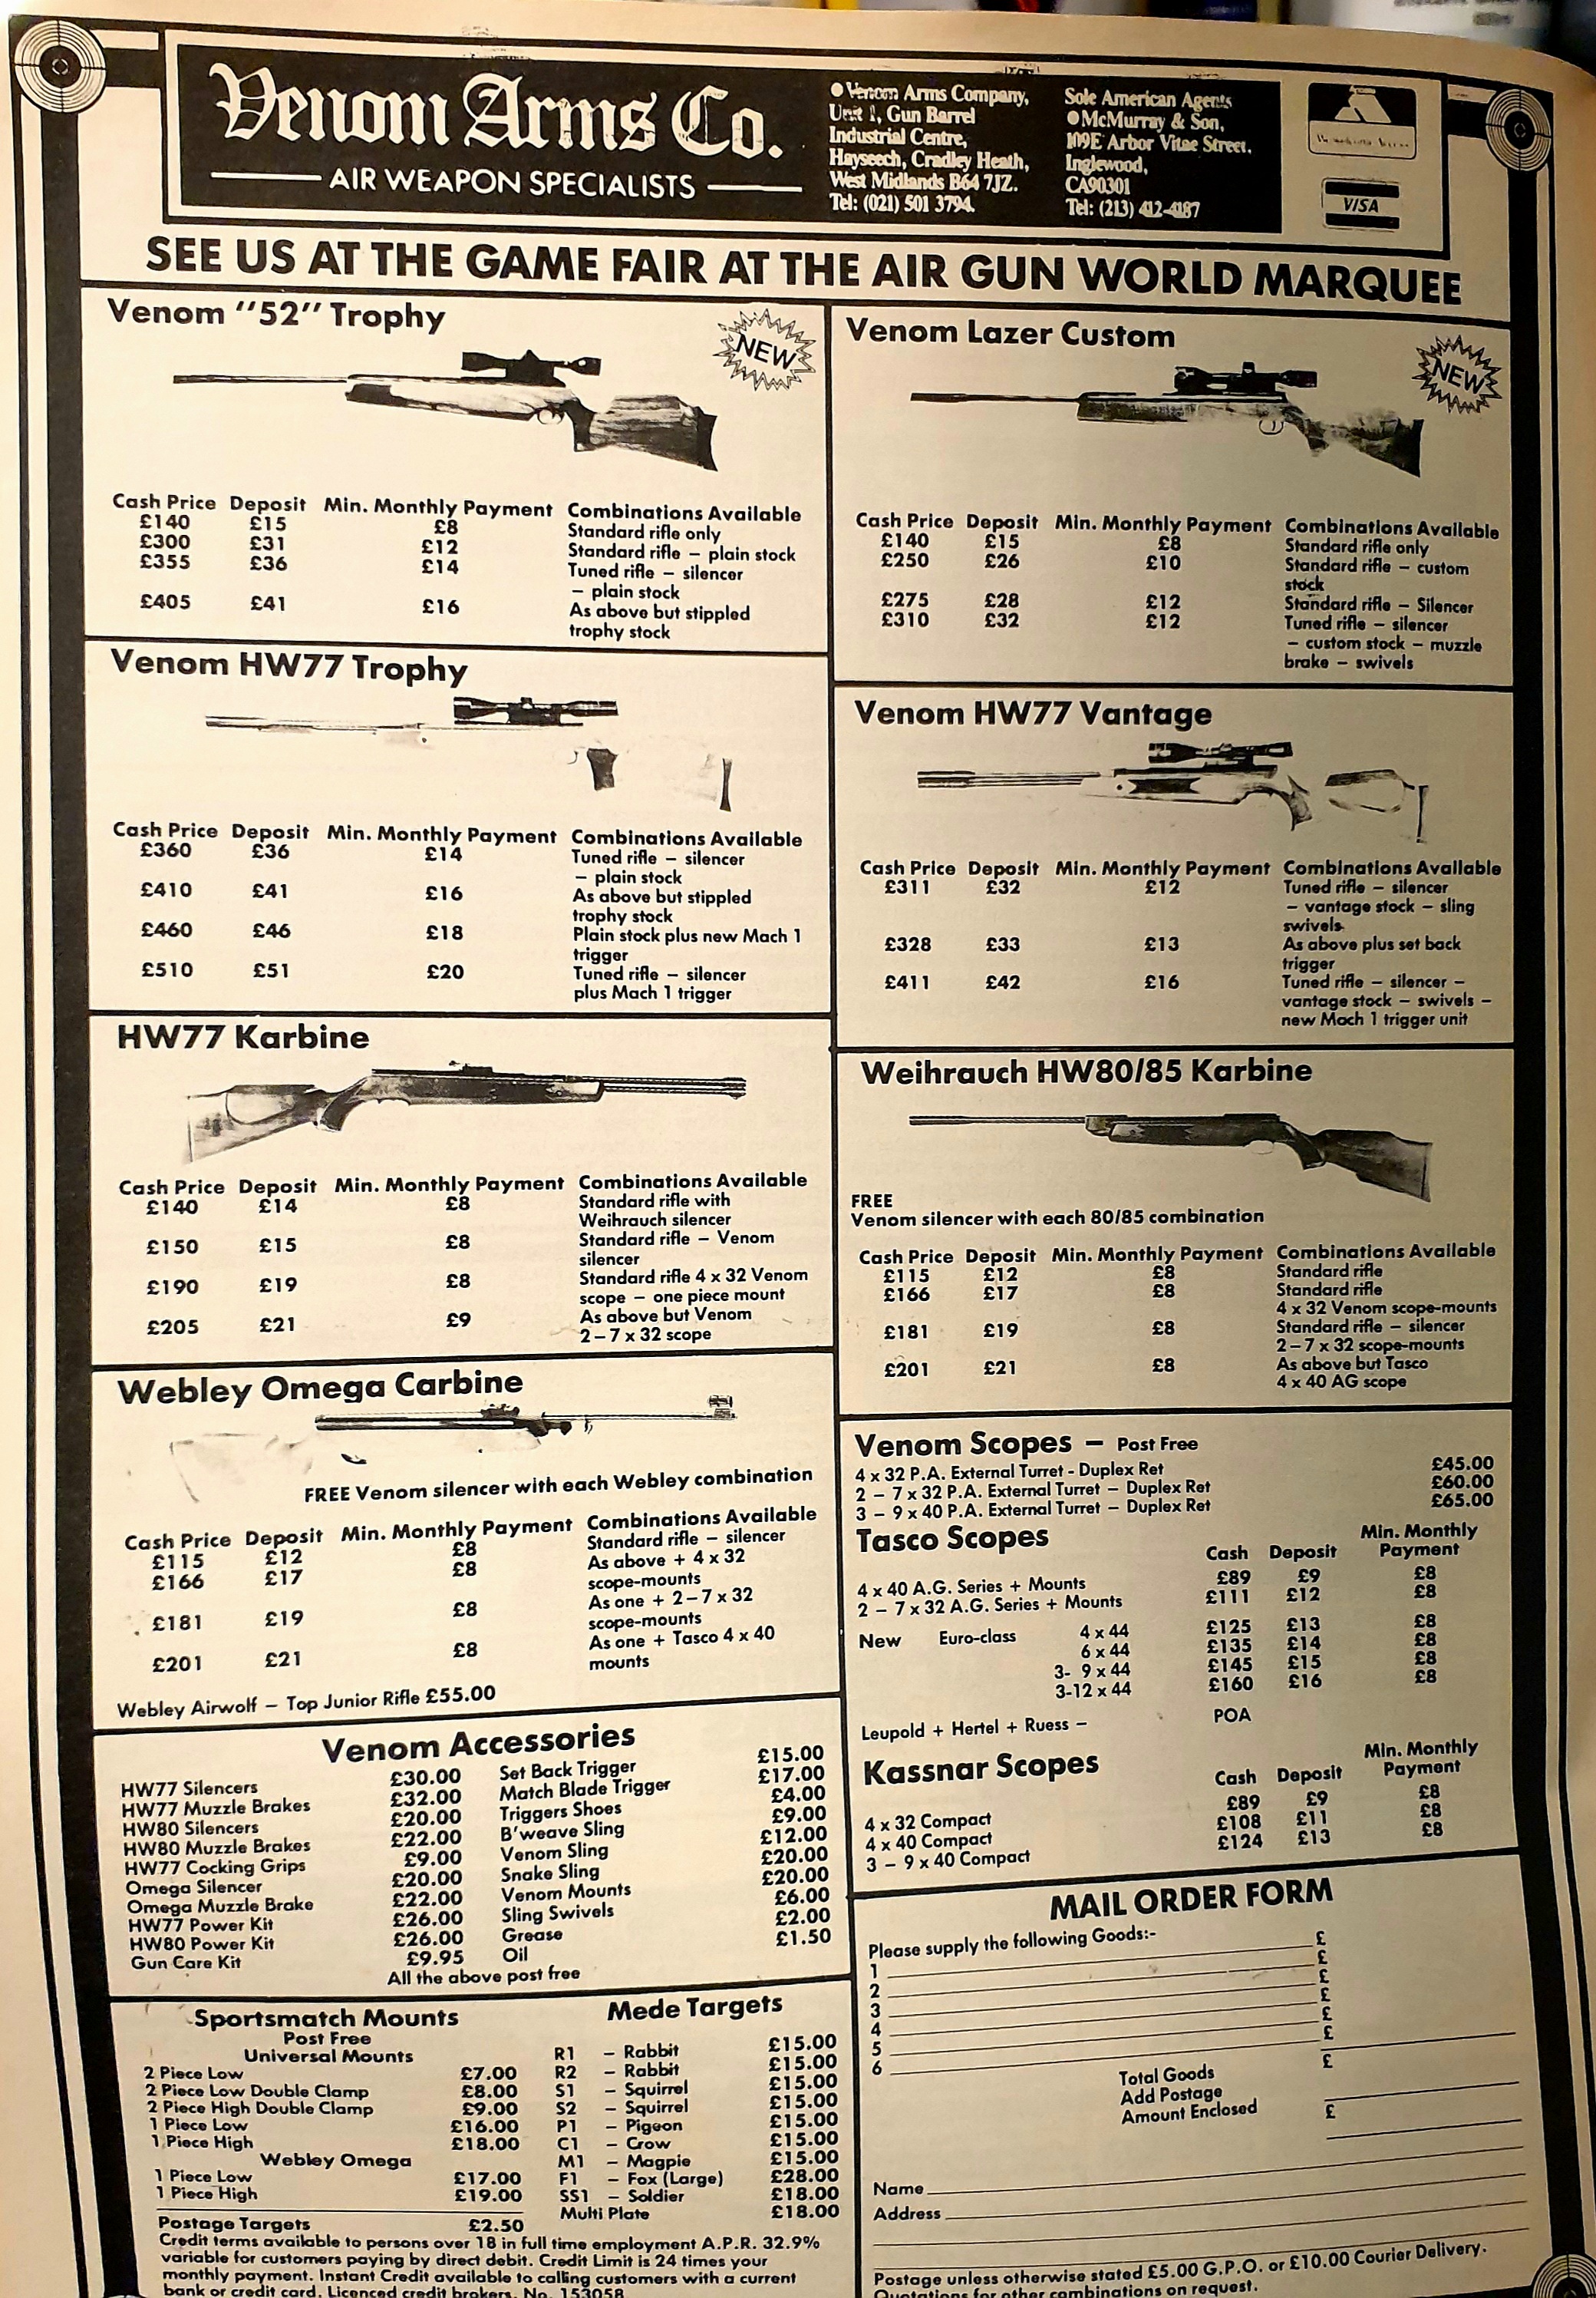 Venom Arms Co.
AIR WEAPON SPECIALISTS
● Venom Arms Company,
Unit 1, Gun Barrel
Industrial Centre,
Hayseech, Cradley Heath,
West Midlands B64 7JZ.
Tel: (021) 501 3794.
Sole American Agents
● McMurray & Son,
109E Arbor Vitae Street,
Inglewood,
CA90301
Tel: (213) 412-4187
VISA
SEE US AT THE GAME FAIR AT THE AIR GUN WORLD MARQUEE
Venom "52" Trophy
NEW
Cash Price Deposit Min. Monthly Payment Combinations Available
£140 £15 £8 Standard rifle only
£300 £31 £12 Standard rifle – plain stock
£355 £36 £14 Tuned rifle – silencer
– plain stock
£405 £41 £16 As above but stippled
trophy stock
Venom HW77 Trophy
Cash Price Deposit Min. Monthly Payment Combinations Available
£360 £36 £14 Tuned rifle – silencer
– plain stock
£410 £41 £16 As above but stippled
trophy stock
£460 £46 £18 Plain stock plus new Mach 1
trigger
£510 £51 £20 Tuned rifle – silencer
plus Mach 1 trigger
HW77 Karbine
Cash Price Deposit Min. Monthly Payment Combinations Available
£140 £14 £8 Standard rifle with
Weihrauch silencer
£150 £15 £8 Standard rifle – Venom
silencer
£190 £19 £8 Standard rifle 4 x 32 Venom
scope – one piece mount
£205 £21 £9 As above but Venom
2–7 x 32 scope
Webley Omega Carbine
FREE Venom silencer with each Webley combination
Cash Price Deposit Min. Monthly Payment Combinations Available
£115 £12 £8 Standard rifle – silencer
£166 £17 £8 As above + 4 x 32
scope-mounts
£181 £19 £8 As one + 2–7 x 32
scope-mounts
£201 £21 £8 As one + Tasco 4 x 40
mounts
Webley Airwolf – Top Junior Rifle £55.00
Venom Accessories
HW77 Silencers £30.00 Set Back Trigger £15.00
HW77 Muzzle Brakes £32.00 Match Blade Trigger £17.00
HW80 Silencers £20.00 Triggers Shoes £4.00
HW80 Muzzle Brakes £22.00 B'weave Sling £9.00
HW77 Cocking Grips £9.00 Venom Sling £12.00
Omega Silencer £20.00 Snake Sling £20.00
Omega Muzzle Brake £22.00 Venom Mounts £20.00
HW77 Power Kit £26.00 Sling Swivels £6.00
HW80 Power Kit £26.00 Grease £2.00
Gun Care Kit £9.95 Oil £1.50
All the above post free
Sportsmatch Mounts
Post Free
Universal Mounts
2 Piece Low £7.00
2 Piece Low Double Clamp £8.00
2 Piece High Double Clamp £9.00
1 Piece Low £16.00
1 Piece High £18.00
Webley Omega
1 Piece Low £17.00
1 Piece High £19.00
Postage Targets £2.50
Mede Targets
R1 – Rabbit £15.00
R2 – Rabbit £15.00
S1 – Squirrel £15.00
S2 – Squirrel £15.00
P1 – Pigeon £15.00
C1 – Crow £15.00
M1 – Magpie £15.00
F1 – Fox (Large) £28.00
SS1 – Soldier £18.00
Multi Plate £18.00
Credit terms available to persons over 18 in full time employment A.P.R. 32.9%
variable for customers paying by direct debit. Credit Limit is 24 times your
monthly payment. Instant Credit available to calling customers with a current
bank or credit card. Licenced credit brokers. No. 153058
Venom Lazer Custom
NEW
Cash Price Deposit Min. Monthly Payment Combinations Available
£140 £15 £8 Standard rifle only
£250 £26 £10 Standard rifle – custom
stock
£275 £28 £12 Standard rifle – Silencer
£310 £32 £12 Tuned rifle – silencer
– custom stock – muzzle
brake – swivels
Venom HW77 Vantage
Cash Price Deposit Min. Monthly Payment Combinations Available
£311 £32 £12 Tuned rifle – silencer
– vantage stock – sling
swivels
£328 £33 £13 As above plus set back
trigger
£411 £42 £16 Tuned rifle – silencer –
vantage stock – swivels –
new Mach 1 trigger unit
Weihrauch HW80/85 Karbine
FREE
Venom silencer with each 80/85 combination
Cash Price Deposit Min. Monthly Payment Combinations Available
£115 £12 £8 Standard rifle
£166 £17 £8 Standard rifle
4 x 32 Venom scope-mounts
£181 £19 £8 Standard rifle – silencer
2–7 x 32 scope-mounts
£201 £21 £8 As above but Tasco
4 x 40 AG scope
Venom Scopes – Post Free
4 x 32 P.A. External Turret - Duplex Ret £45.00
2 – 7 x 32 P.A. External Turret – Duplex Ret £60.00
3 – 9 x 40 P.A. External Turret – Duplex Ret £65.00
Tasco Scopes
Cash Deposit Min. Monthly Payment
4 x 40 A.G. Series + Mounts £89 £9 £8
2 – 7 x 32 A.G. Series + Mounts £111 £12 £8
New Euro-class 4 x 44 £125 £13 £8
6 x 44 £135 £14 £8
3- 9 x 44 £145 £15 £8
3-12 x 44 £160 £16 £8
Leupold + Hertel + Ruess – POA
Kassnar Scopes
Cash Deposit Min. Monthly Payment
4 x 32 Compact £89 £9 £8
4 x 40 Compact £108 £11 £8
3 – 9 x 40 Compact £124 £13 £8
MAIL ORDER FORM
Please supply the following Goods:- £
1 £
2 £
3 £
4 £
5 £
6 £
Total Goods
Add Postage
Amount Enclosed £
Name
Address
Postage unless otherwise stated £5.00 G.P.O. or £10.00 Courier Delivery.
Quotations for other combinations on request.